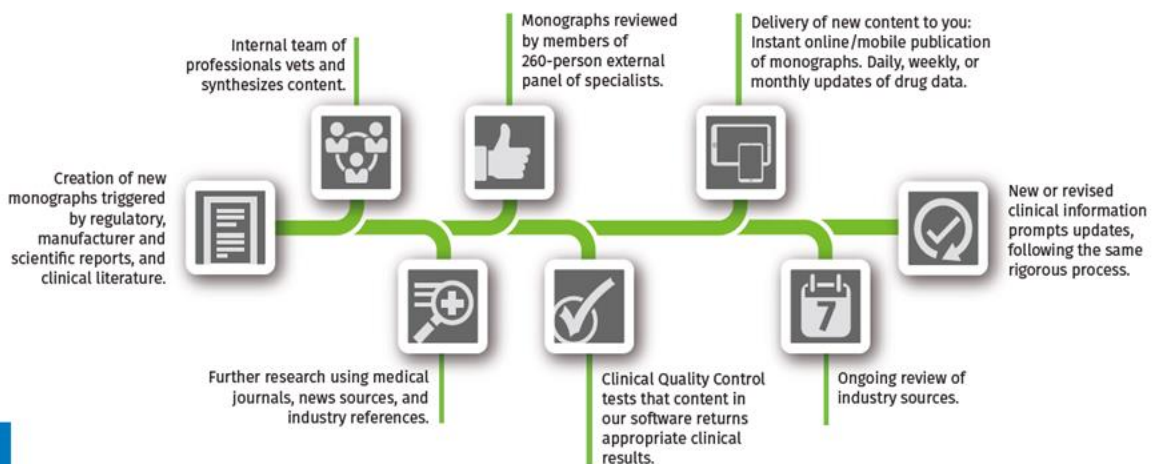 Creation of new
monographs triggered
by regulatory,
manufacturer and
scientific reports, and
clinical literature.
Internal team of
professionals vets and
synthesizes content.
Further research using medical
journals, news sources, and
industry references.
Monographs reviewed
by members of
260-person external
panel of specialists.
Clinical Quality Control
tests that content in
our software returns
appropriate clinical
results.
Delivery of new content to you:
Instant online/mobile publication
of monographs. Daily, weekly, or
monthly updates of drug data.
7
Ongoing review of
industry sources.
New or revised
clinical information
prompts updates,
following the same
rigorous process.